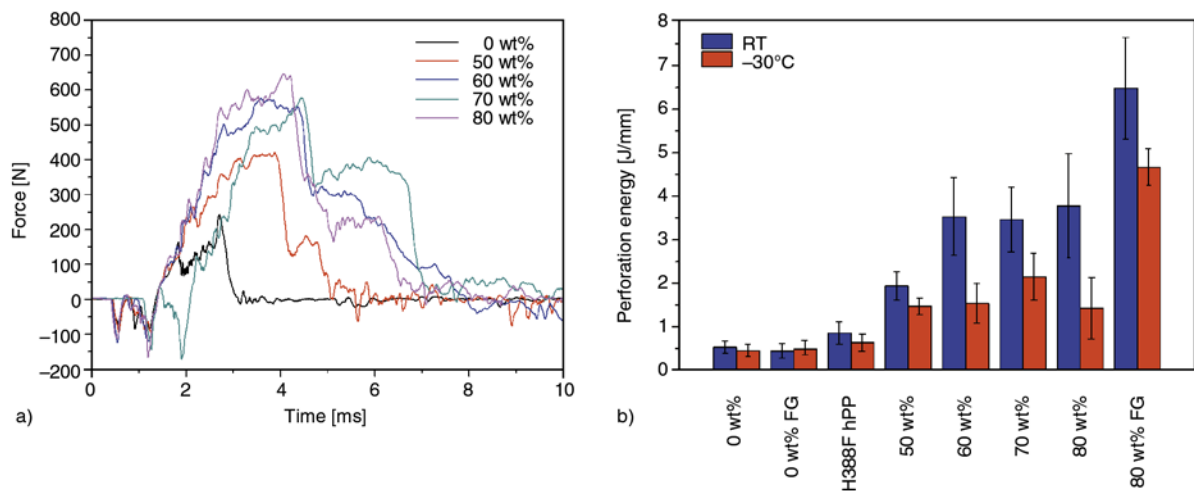 800
700
600
500
400
300
200
100
0
−100
−200
Force [N]
0 wt%
50 wt%
60 wt%
70 wt%
80 wt%
0
2
4
6
8
10
Time [ms]
a)
8
7
6
5
4
3
2
1
0
Perforation energy [J/mm]
RT
−30°C
0 wt%
0 wt% FG
H388F hPP
50 wt%
60 wt%
70 wt%
80 wt%
80 wt% FG
b)